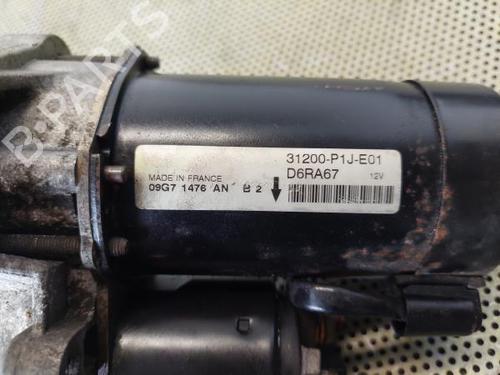 B-PARTS
31200-P1J-E01
MADE IN FRANCE D6RA67 12V
09G7 1476 AN B 2